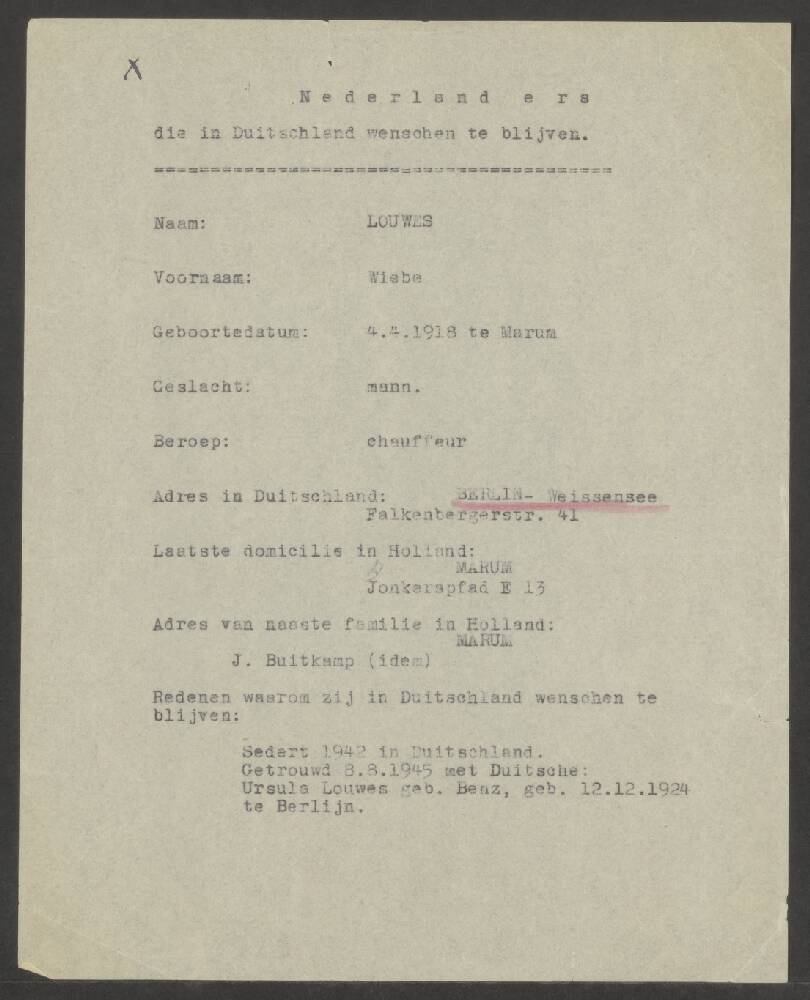 X
N e d e r l a n d e r s
die in Duitschland wenschen te blijven.
=========================================
Naam: LOUWES
Voornaam: Wiebe
Geboortedatum: 4.4.1918 te Marum
Geslacht: mann.
Beroep: chauffeur
Adres in Duitschland: BERLIN- Weissensee
Falkenbergerstr. 41
Laatste domicilie in Holland:
MARUM
Jonkerspfad E 13
Adres van naaste familie in Holland:
MARUM
J. Buitkamp (idem)
Redenen waarom zij in Duitschland wenschen te
blijven:
Sedert 1942 in Duitschland.
Getrouwd 8.8.1945 met Duitsche:
Ursula Louwes geb. Benz, geb. 12.12.1924
te Berlijn.